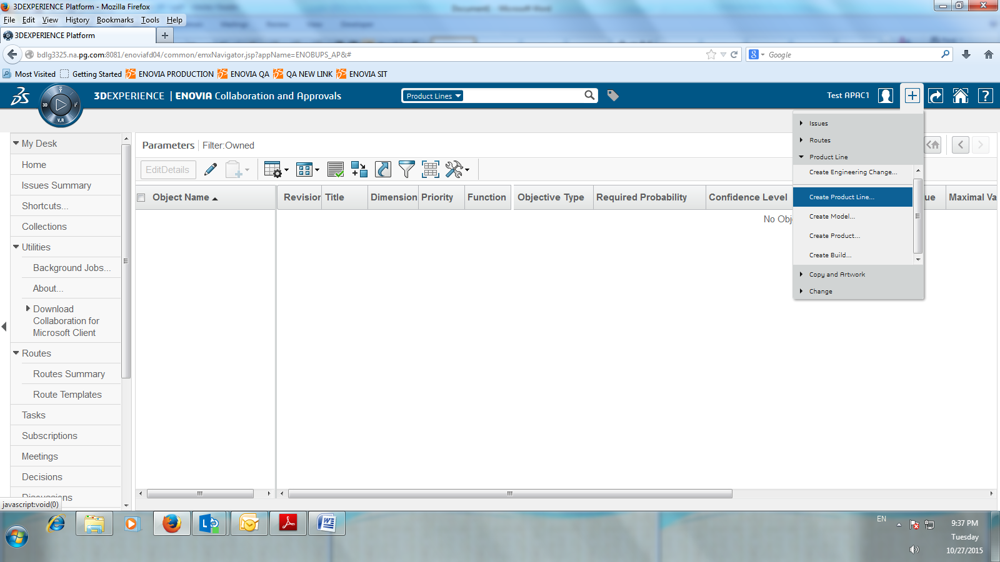 3DEXPERIENCE Platform - Mozilla Firefox
Document1 - Microsoft Word
File Edit View History Bookmarks Tools Help
3DEXPERIENCE Platform
bdlg3325.na.pg.com:8081/enoviafd04/common/emxNavigator.jsp?appName=ENOBUPS_AP&#
Google
Most Visited Getting Started ENOVIA PRODUCTION ENOVIA QA QA NEW LINK ENOVIA SIT
3DEXPERIENCE | ENOVIA Collaboration and Approvals
Product Lines
Test APAC1
3D
V.R
My Desk
Home
Issues Summary
Shortcuts...
Collections
Utilities
Background Jobs...
About...
Download
Collaboration for
Microsoft Client
Routes
Routes Summary
Route Templates
Tasks
Subscriptions
Meetings
Decisions
Discussions
javascript:void(0)
Parameters Filter:Owned
EditDetails
Object Name Revision Title Dimension Priority Function Objective Type Required Probability Confidence Level ue Maximal Va
No Obj
Issues
Routes
Product Line
Create Engineering Change...
Create Product Line...
Create Model...
Create Product...
Create Build...
Copy and Artwork
Change
EN
9:37 PM
Tuesday
10/27/2015